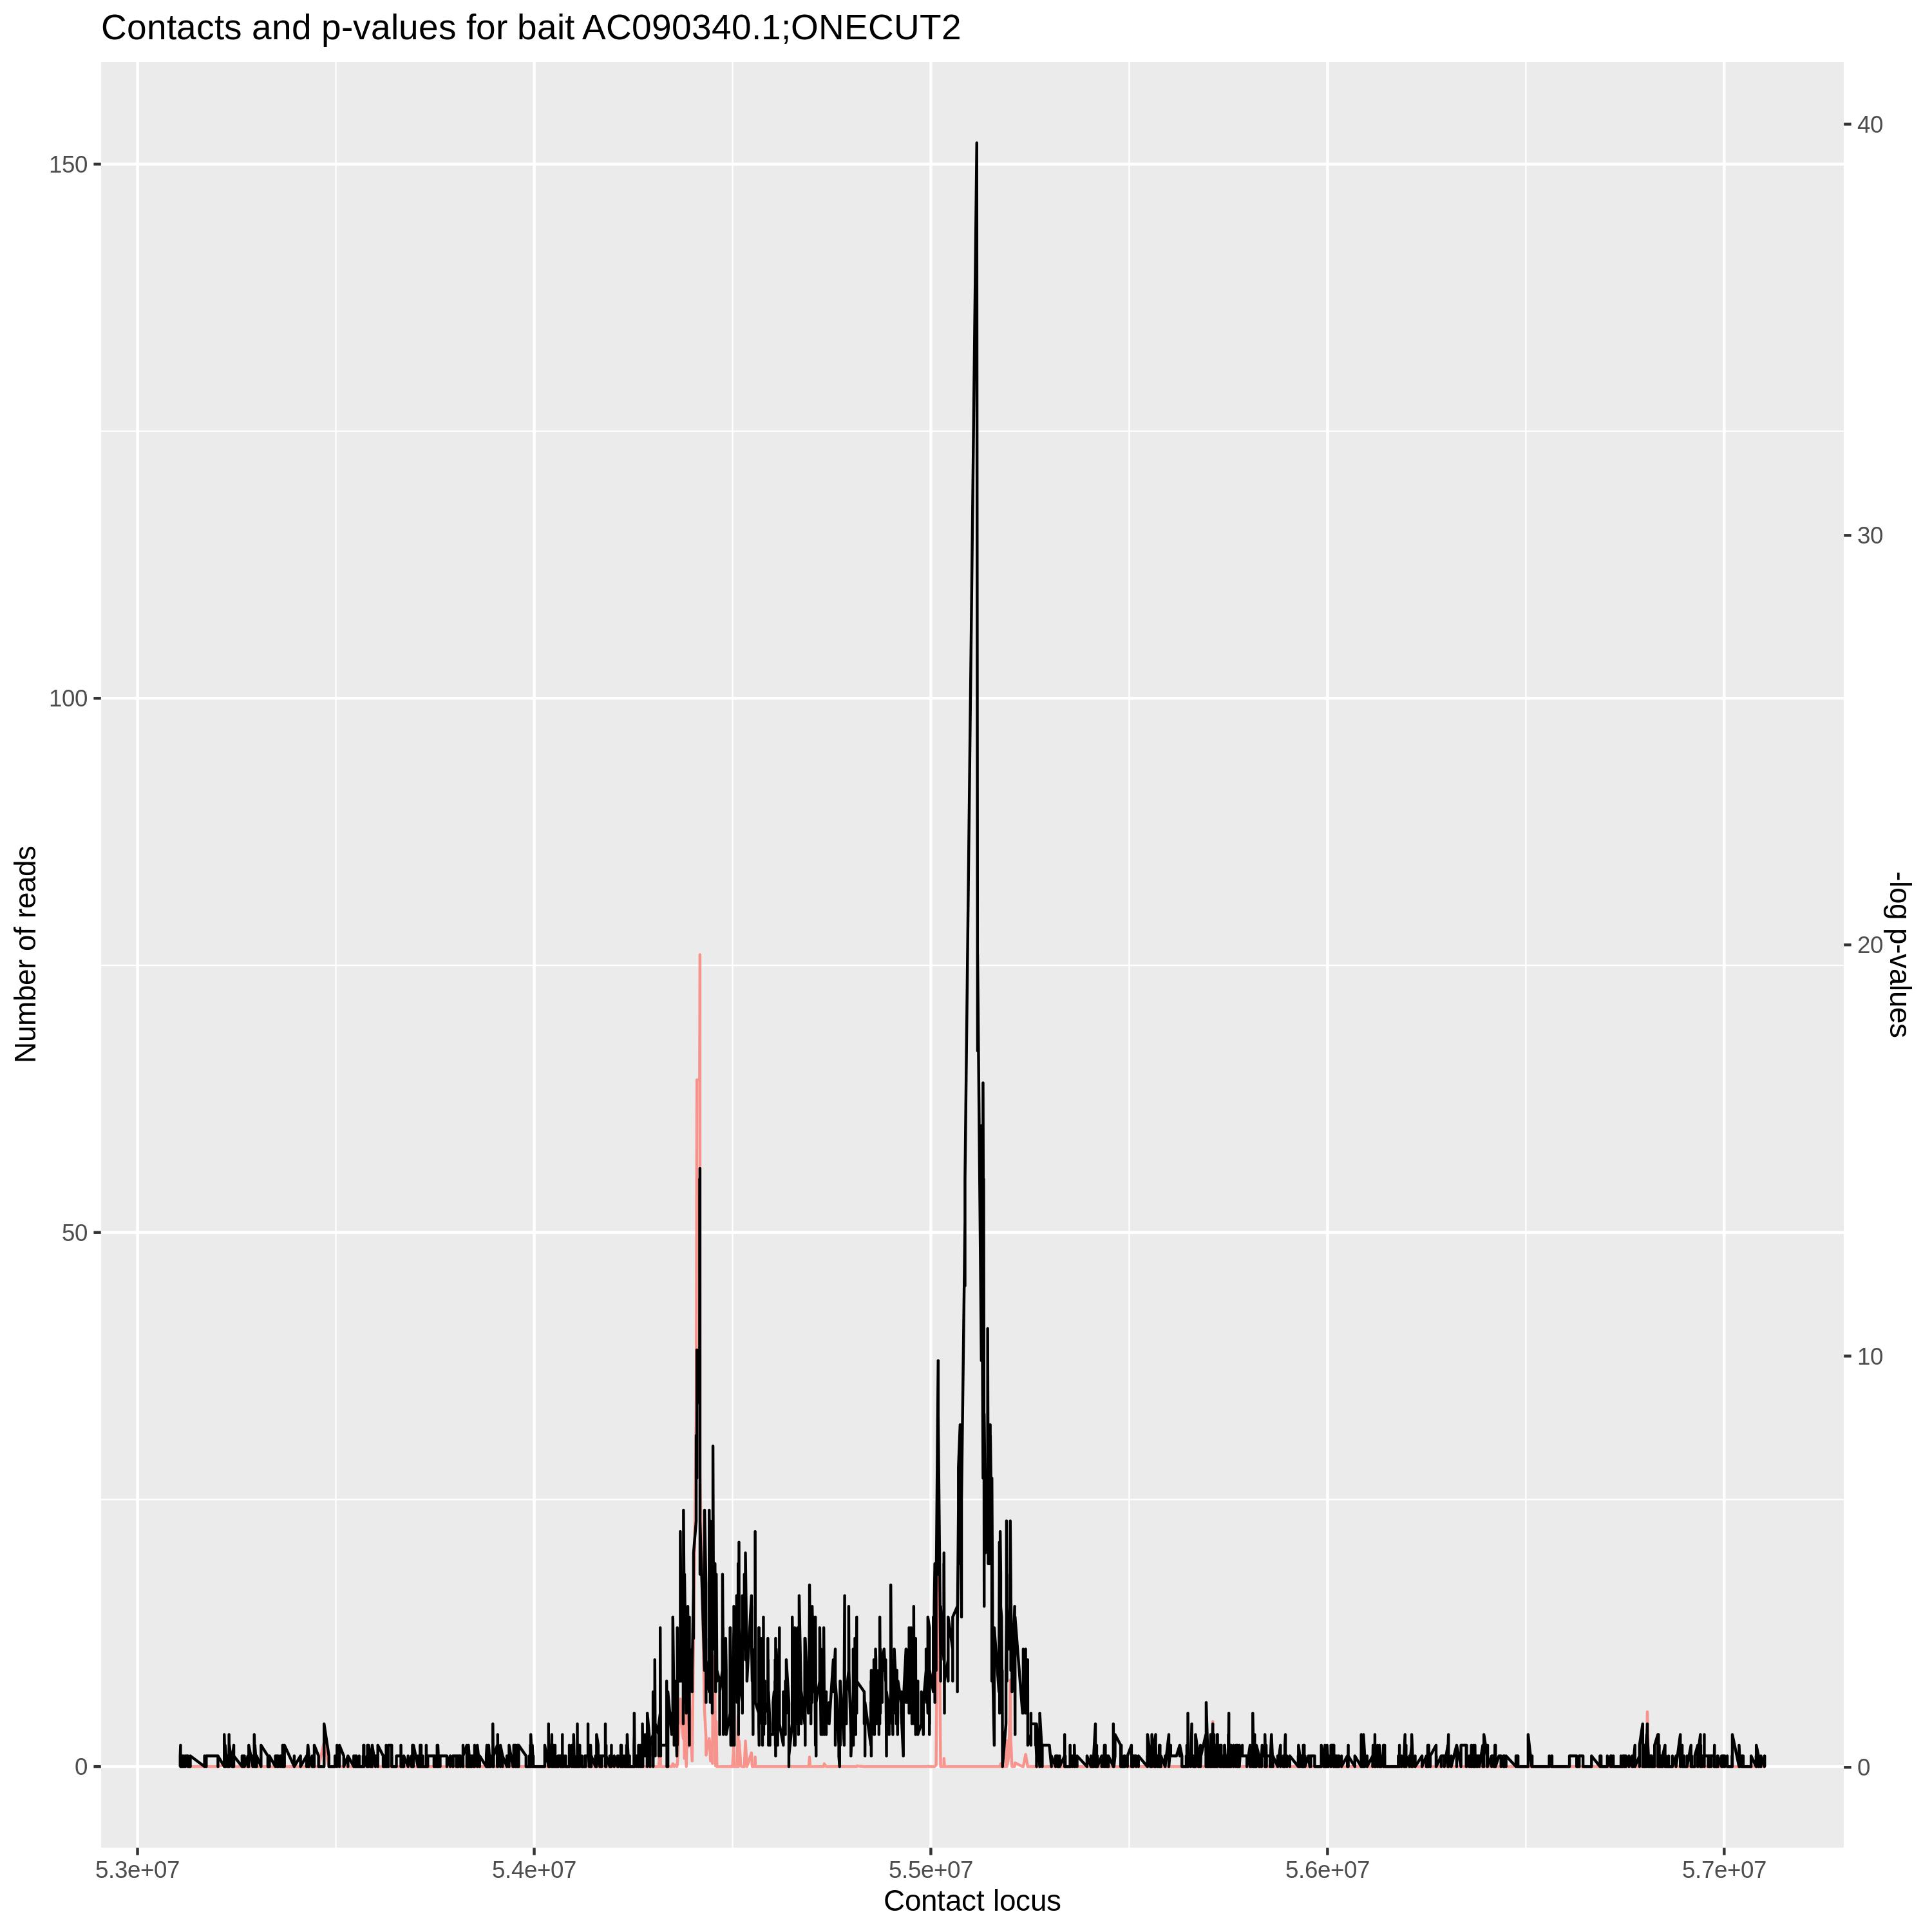 Contacts and p-values for bait AC090340.1;ONECUT2
150
100
50
0
40
30
20
10
0
Number of reads
-log p-values
5.3e+07 5.4e+07 5.5e+07 5.6e+07 5.7e+07
Contact locus